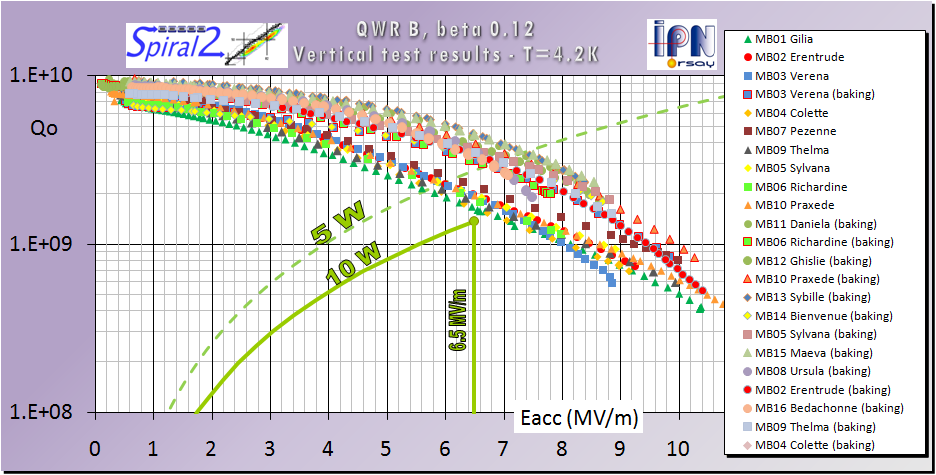 QWR B, beta 0.12
Vertical test results - T=4.2K
Spiral2
IPN
Orsay
1.E+10
Qo
1.E+09
1.E+08
5 W
10 W
6.5 MV/m
Eacc (MV/m)
0 1 2 3 4 5 6 7 8 9 10
MB01 Gilia
MB02 Erentrude
MB03 Verena
MB03 Verena (baking)
MB04 Colette
MB07 Pezenne
MB09 Thelma
MB05 Sylvana
MB06 Richardine
MB10 Praxede
MB11 Daniela (baking)
MB06 Richardine (baking)
MB12 Ghislie (baking)
MB10 Praxede (baking)
MB13 Sybille (baking)
MB14 Bienvenue (baking)
MB05 Sylvana (baking)
MB15 Maeva (baking)
MB08 Ursula (baking)
MB02 Erentrude (baking)
MB16 Bedachonne (baking)
MB09 Thelma (baking)
MB04 Colette (baking)